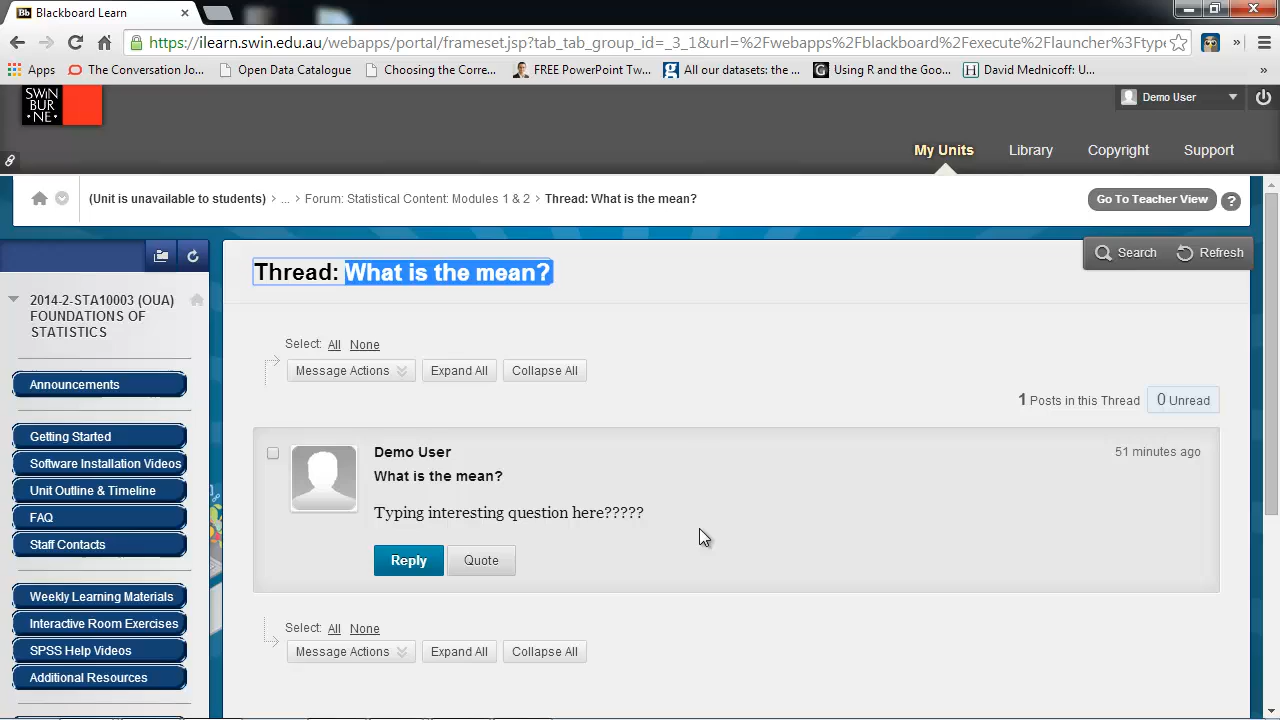 Blackboard Learn
https://ilearn.swin.edu.au/webapps/portal/frameset.jsp?tab_tab_group_id=_3_1&url=%2Fwebapps%2Fblackboard%2Fexecute%2Flauncher%3Ftype
Apps The Conversation Jo... Open Data Catalogue Choosing the Corre... FREE PowerPoint Tw... All our datasets: the ... Using R and the Goo... David Mednicoff: U...
SWIN
BUR
NE
Demo User
My Units Library Copyright Support
(Unit is unavailable to students) > ... > Forum: Statistical Content: Modules 1 & 2 > Thread: What is the mean?
Go To Teacher View ?
Search Refresh
Thread: What is the mean?
2014-2-STA10003 (OUA)
FOUNDATIONS OF
STATISTICS
Announcements
Getting Started
Software Installation Videos
Unit Outline & Timeline
FAQ
Staff Contacts
Weekly Learning Materials
Interactive Room Exercises
SPSS Help Videos
Additional Resources
Select: All None
Message Actions Expand All Collapse All
1 Posts in this Thread 0 Unread
Demo User 51 minutes ago
What is the mean?
Typing interesting question here?????
Reply Quote
Select: All None
Message Actions Expand All Collapse All